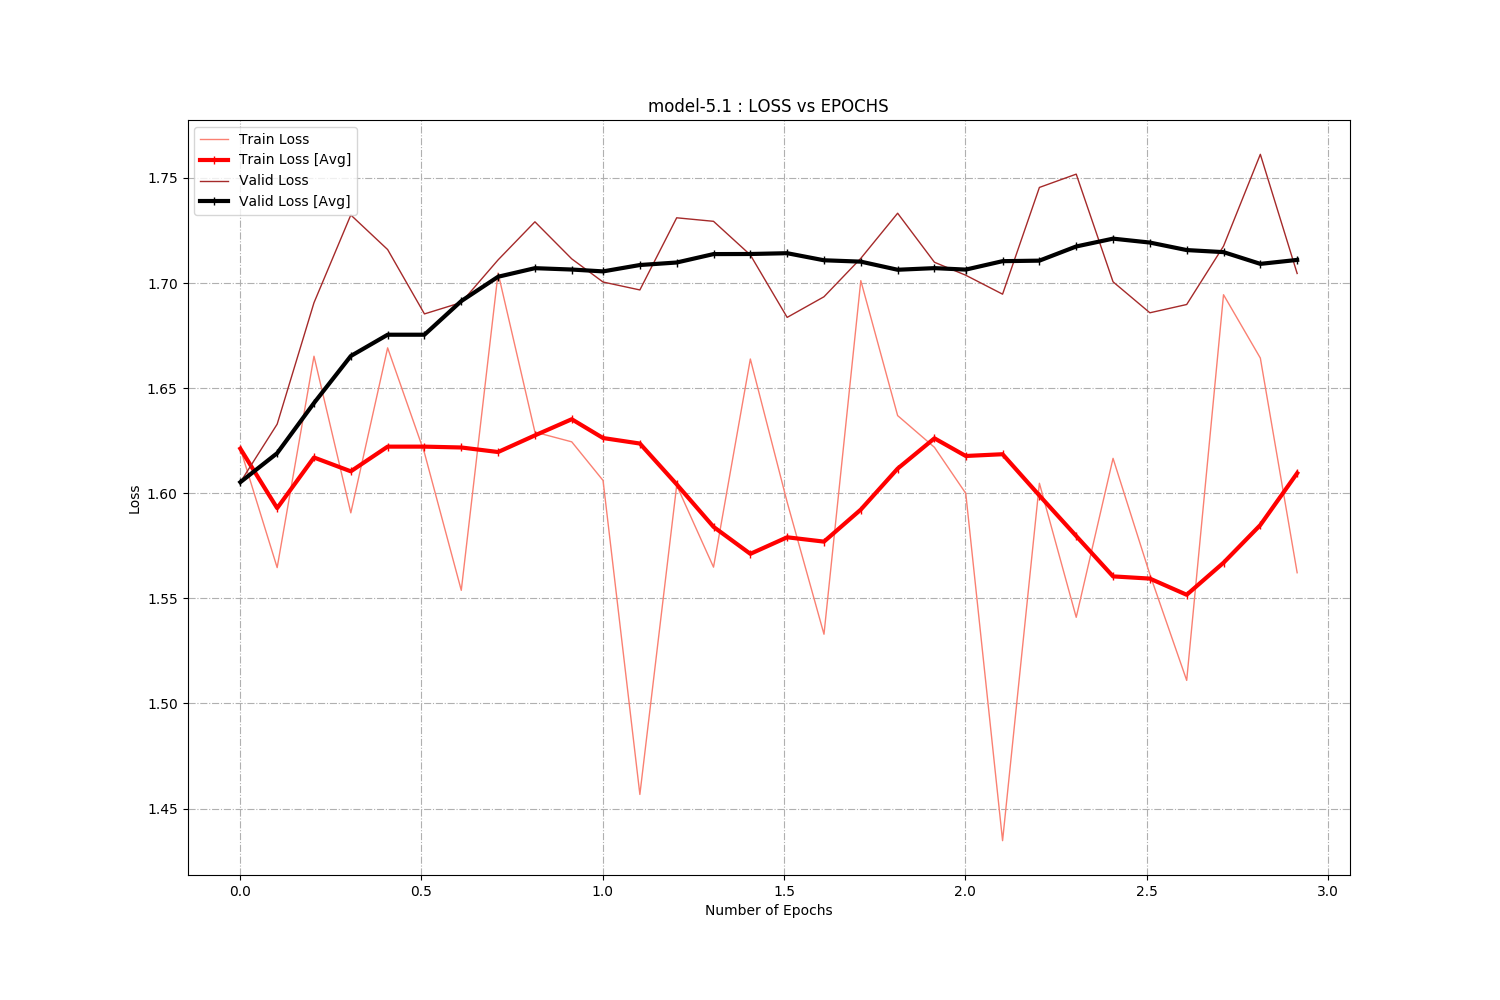 model-5.1 : LOSS vs EPOCHS
Train Loss
Train Loss [Avg]
Valid Loss
Valid Loss [Avg]
1.75
1.70
1.65
1.60
1.55
1.50
1.45
Loss
0.0 0.5 1.0 1.5 2.0 2.5 3.0
Number of Epochs